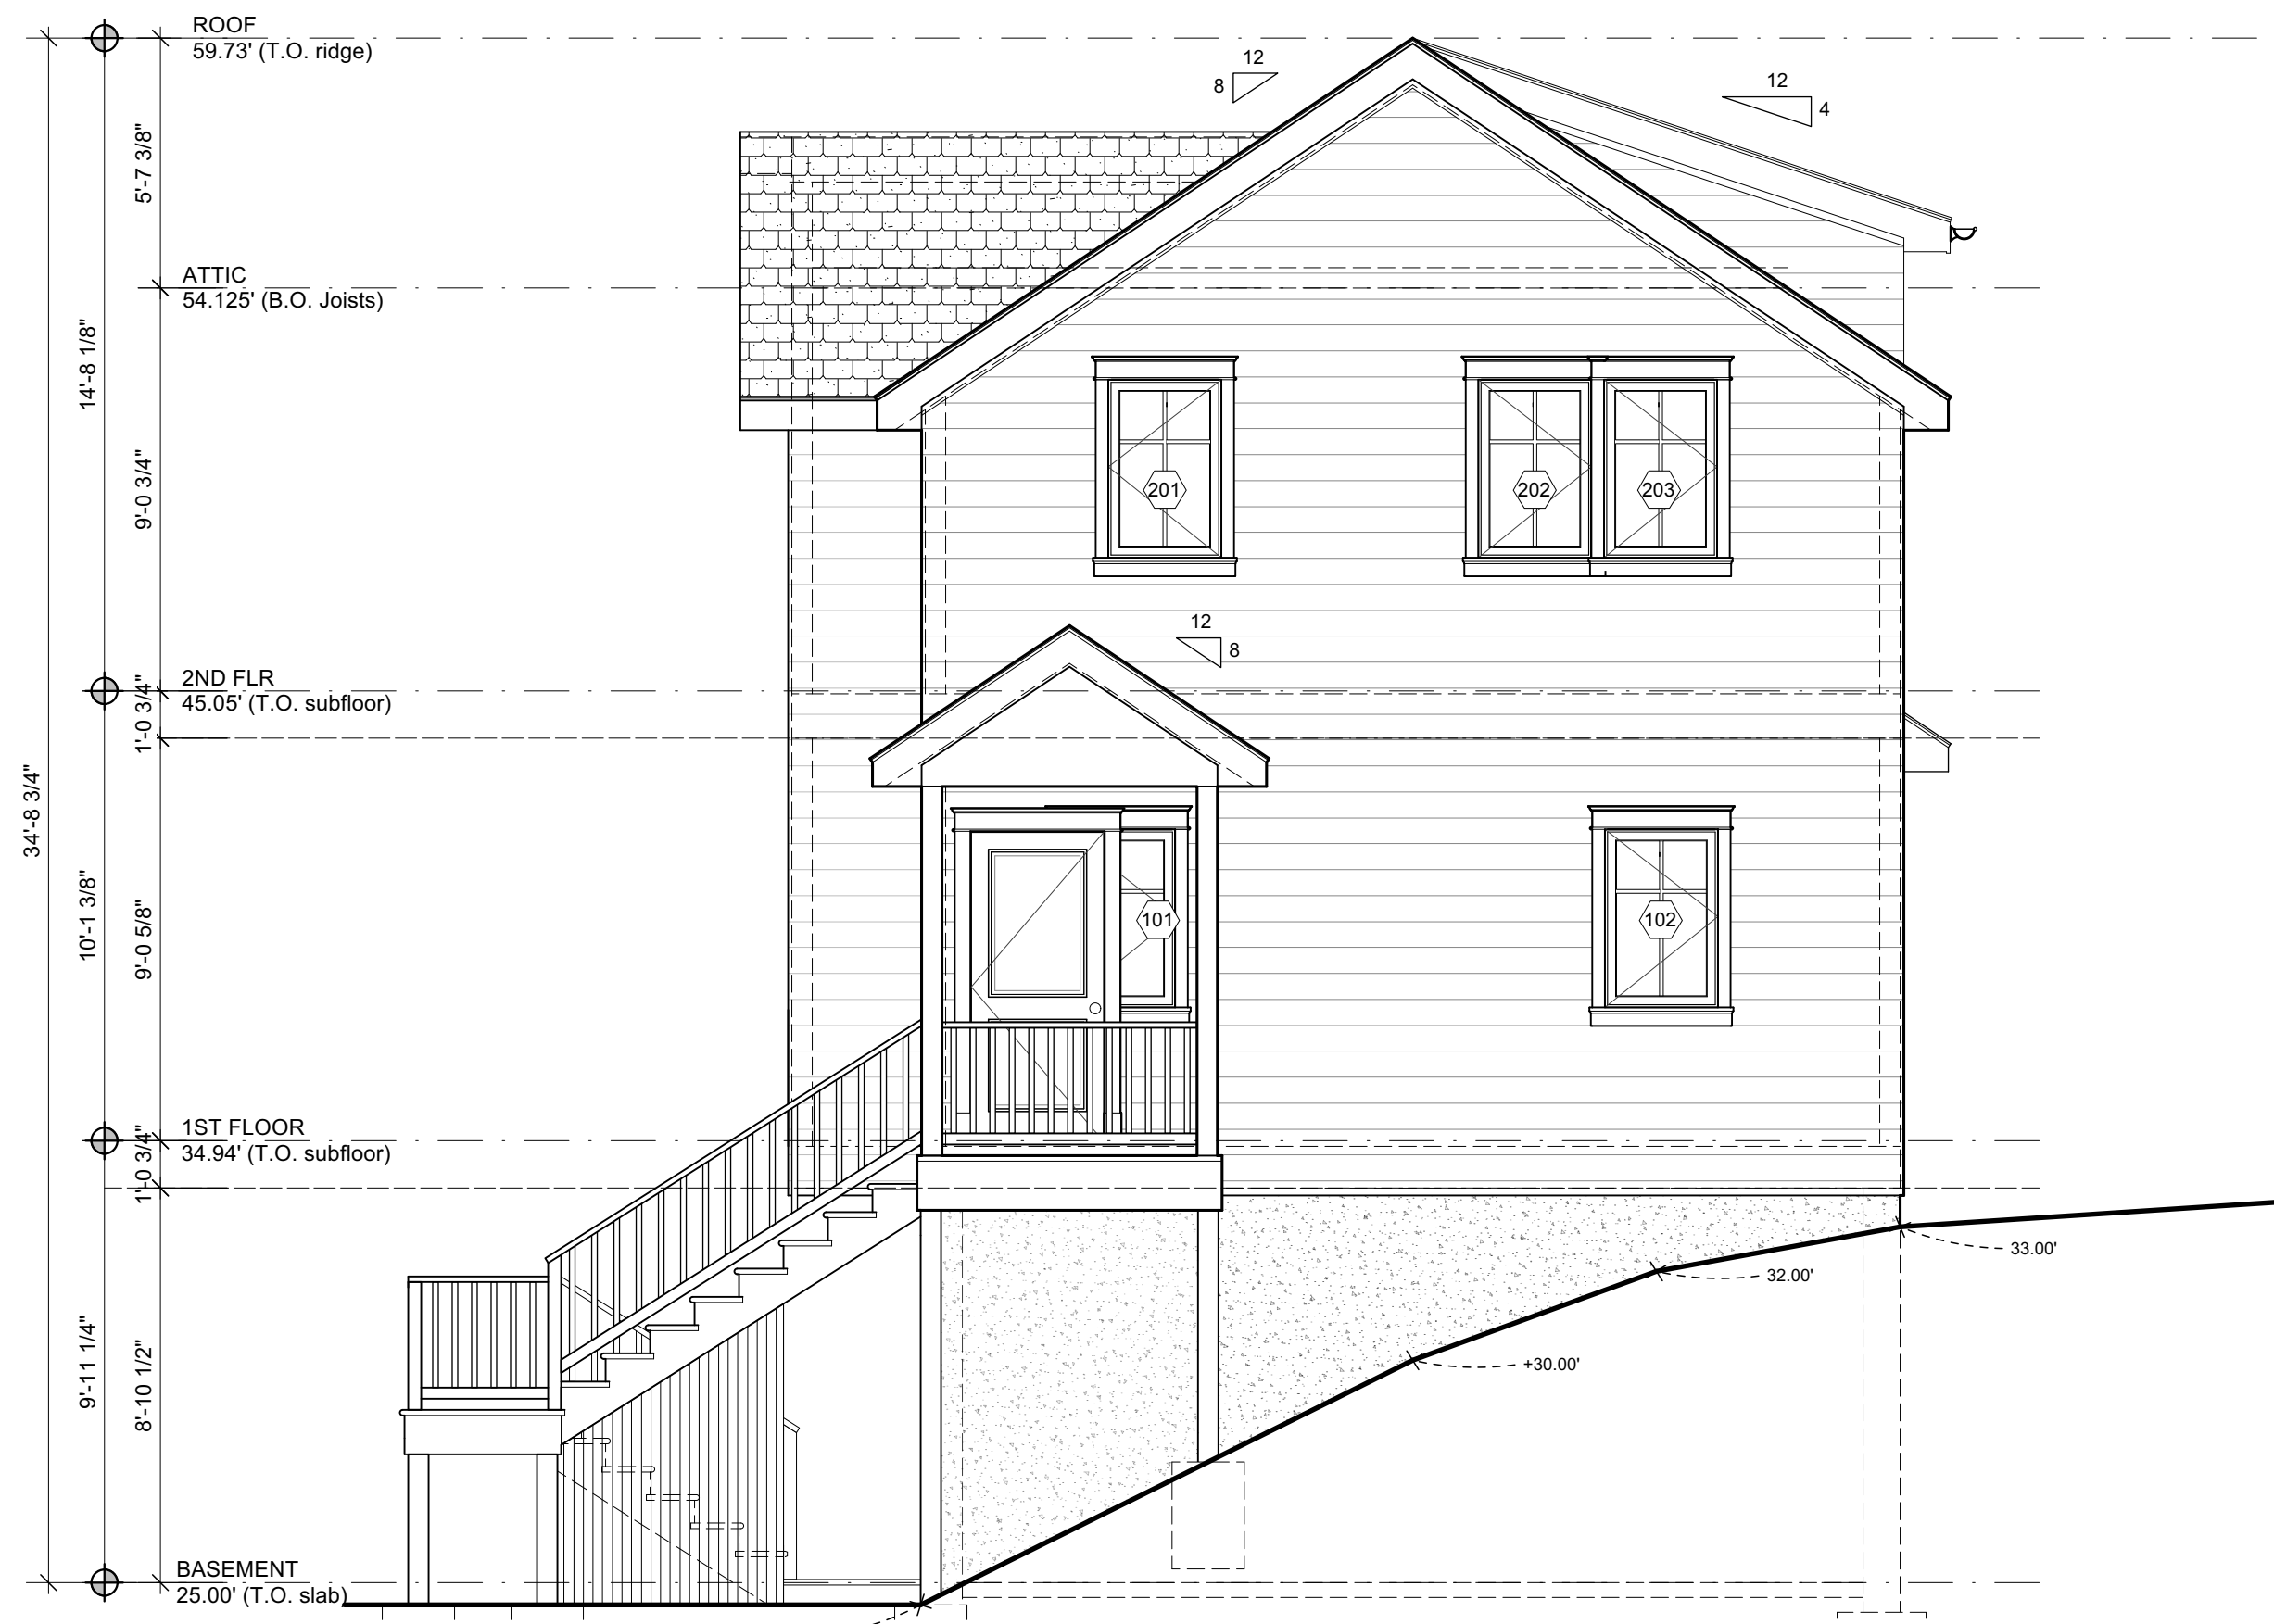 ROOF
59.73' (T.O. ridge)
12
8
12
4
5'-7 3/8"
ATTIC
54.125' (B.O. Joists)
14'-8 1/8"
9'-0 3/4"
201
202
203
12
8
2ND FLR
45.05' (T.O. subfloor)
1'-0 3/4"
34'-8 3/4"
10'-1 3/8"
9'-0 5/8"
101
102
1ST FLOOR
34.94' (T.O. subfloor)
1'-0 3/4"
33.00'
32.00'
+30.00'
9'-11 1/4"
8'-10 1/2"
BASEMENT
25.00' (T.O. slab)